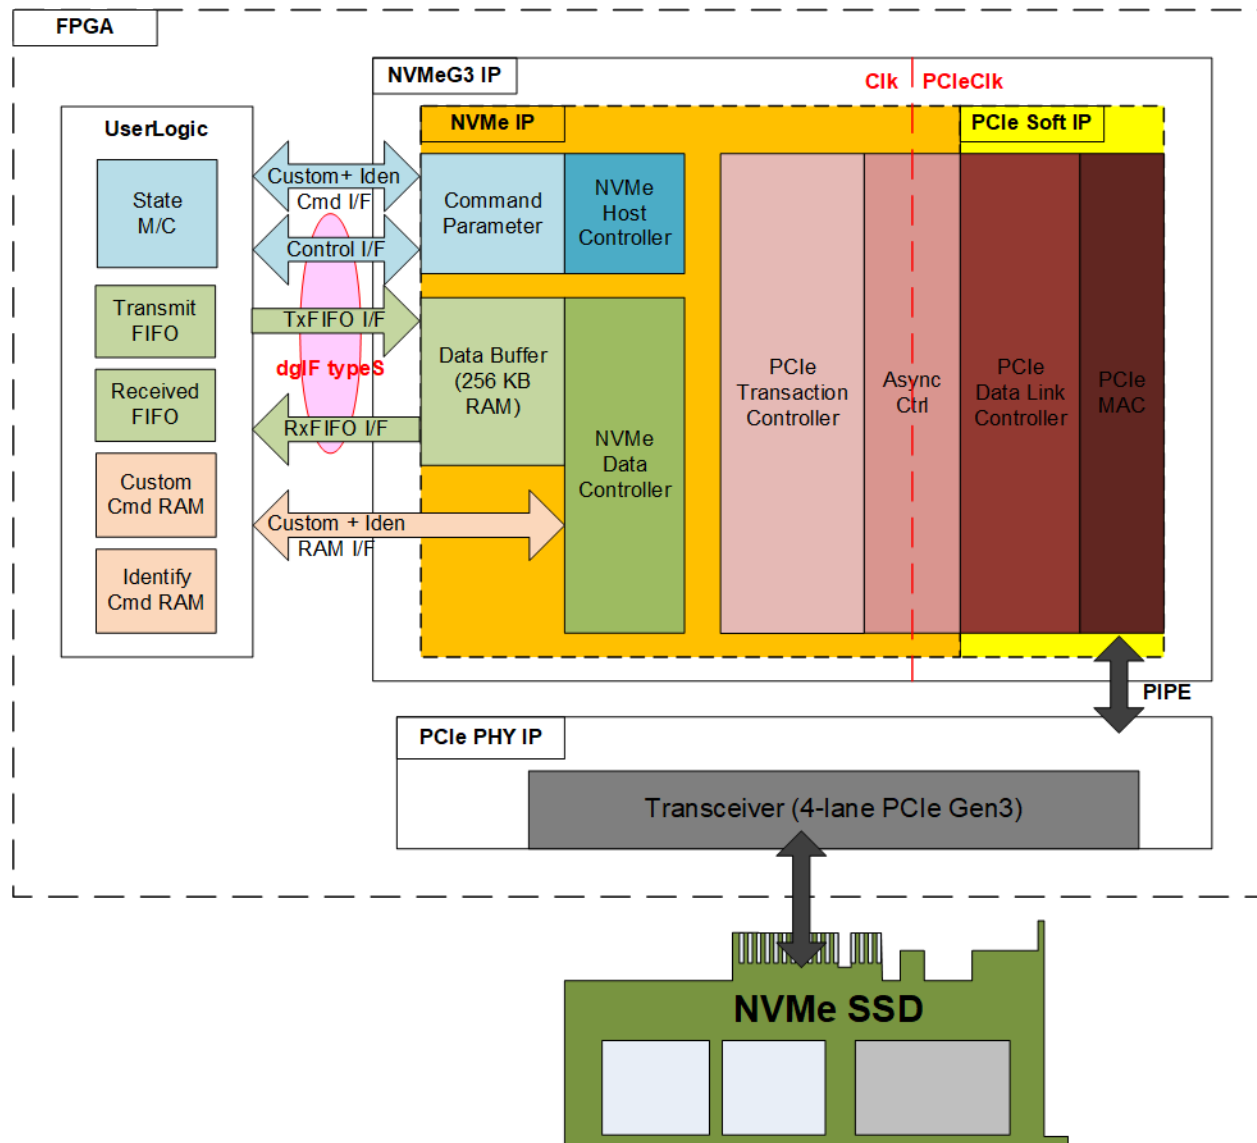 FPGA
NVMeG3 IP
Clk
PCIeClk
UserLogic
NVMe IP
PCIe Soft IP
State
M/C
Custom+ Iden
Cmd I/F
Control I/F
Command
Parameter
NVMe
Host
Controller
Transmit
FIFO
TxFIFO I/F
dgIF typeS
Received
FIFO
RxFIFO I/F
Data Buffer
(256 KB
RAM)
NVMe
Data
Controller
PCIe
Transaction
Controller
Async
Ctrl
PCIe
Data Link
Controller
PCIe
MAC
Custom
Cmd RAM
Custom + Iden
RAM I/F
Identify
Cmd RAM
PIPE
PCIe PHY IP
Transceiver (4-lane PCIe Gen3)
NVMe SSD